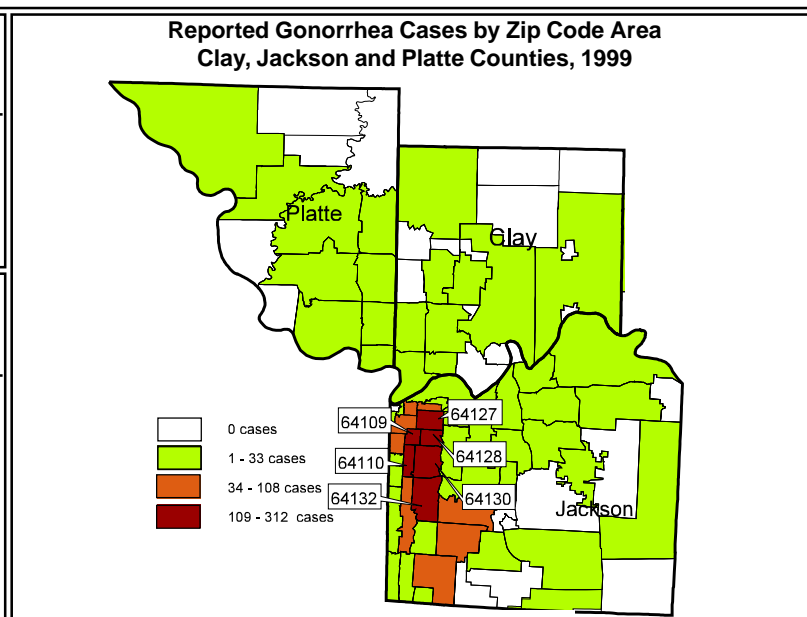 Reported Gonorrhea Cases by Zip Code Area
Clay, Jackson and Platte Counties, 1999
Platte
Clay
64109
64127
0 cases
1 - 33 cases
64110
64128
34 - 108 cases
64132
64130
109 - 312 cases
Jackson